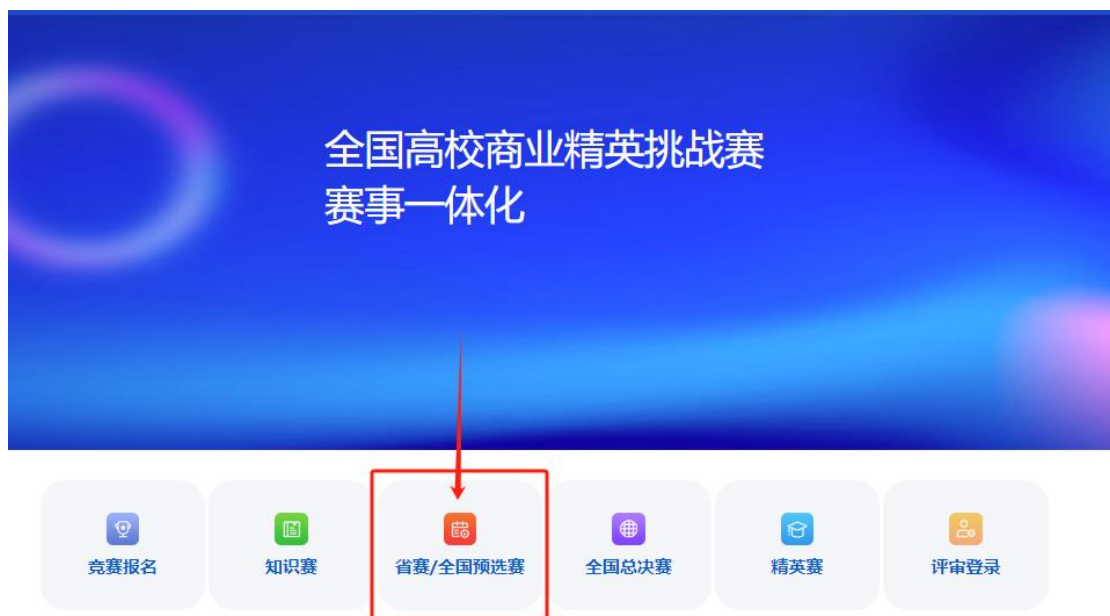 全国高校商业精英挑战赛
赛事一体化
竞赛报名
知识赛
省赛/全国预选赛
全国总决赛
精英赛
评审登录